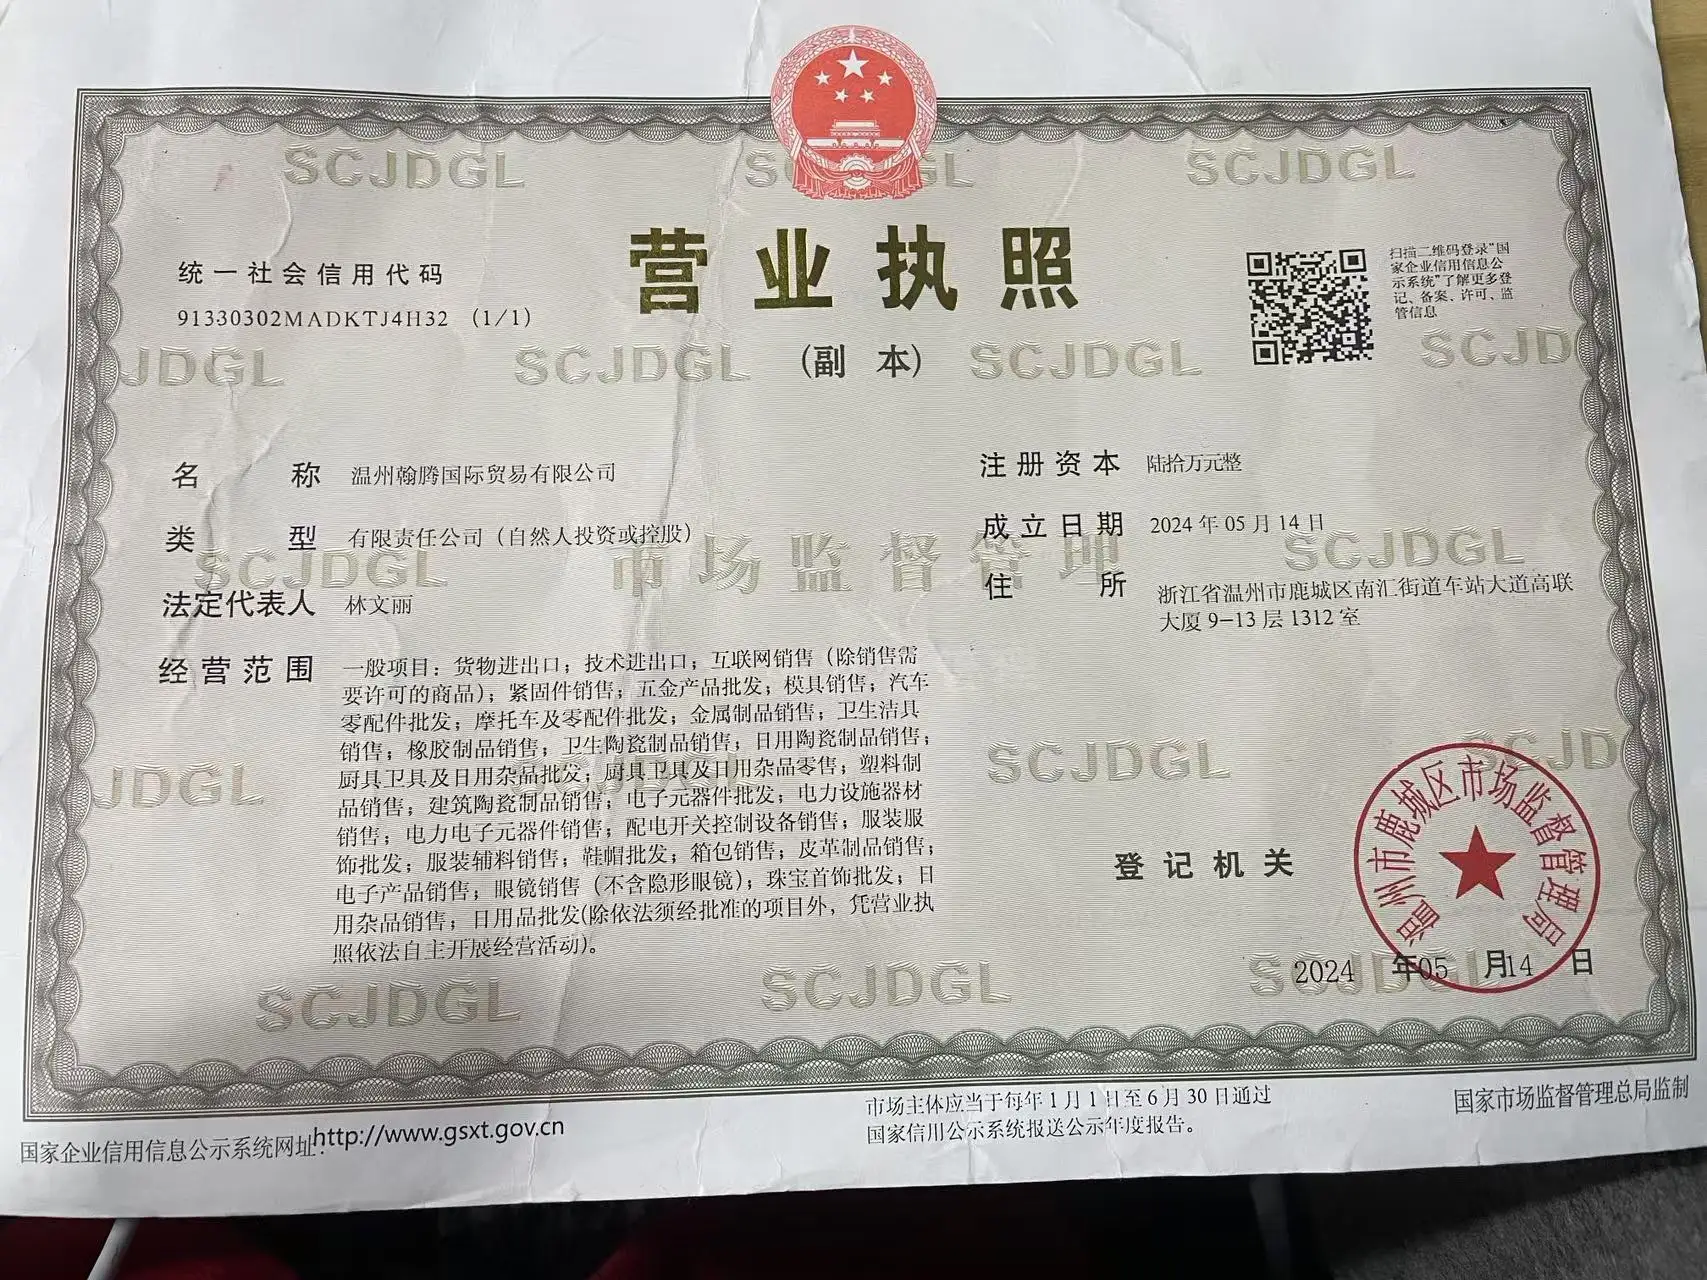 SCJDGL
SCJDGL
SCJDGL
营业执照
(副 本)
统一社会信用代码
91330302MADKTJ4H32 (1/1)
扫描二维码登录"国
家企业信用信息公
示系统"了解更多登
记、备案、许可、监
管信息
JDGL
SCJDGL
SCJDGL
SCJD
名 称 温州翰腾国际贸易有限公司
类 型 有限责任公司（自然人投资或控股）
法定代表人 林文丽
经营范围 一般项目：货物进出口；技术进出口；互联网销售（除销售需
要许可的商品）；紧固件销售；五金产品批发；模具销售；汽车
零配件批发；摩托车及零配件批发；金属制品销售；卫生洁具
销售；橡胶制品销售；卫生陶瓷制品销售；日用陶瓷制品销售；
厨具卫具及日用杂品批发；厨具卫具及日用杂品零售；塑料制
品销售；建筑陶瓷制品销售；电子元器件批发；电力设施器材
销售；电力电子元器件销售；配电开关控制设备销售；服装服
饰批发；服装辅料销售；鞋帽批发；箱包销售；皮革制品销售；
电子产品销售；眼镜销售（不含隐形眼镜）；珠宝首饰批发；日
用杂品销售；日用品批发(除依法须经批准的项目外，凭营业执
照依法自主开展经营活动)。
注册资本 陆拾万元整
成立日期 2024年05月14日
住 所 浙江省温州市鹿城区南汇街道车站大道高联
大厦9-13层1312室
SCJDGL
市场监督管理
SCJDGL
JDGL
SCJDGL
SCJD
登记机关
温州市鹿城区市场监督管理局
2024 年05 月14 日
SCJDGL
SCJDGL
SCJDGL
国家企业信用信息公示系统网址：http://www.gsxt.gov.cn
市场主体应当于每年1月1日至6月30日通过
国家信用公示系统报送公示年度报告。
国家市场监督管理总局监制